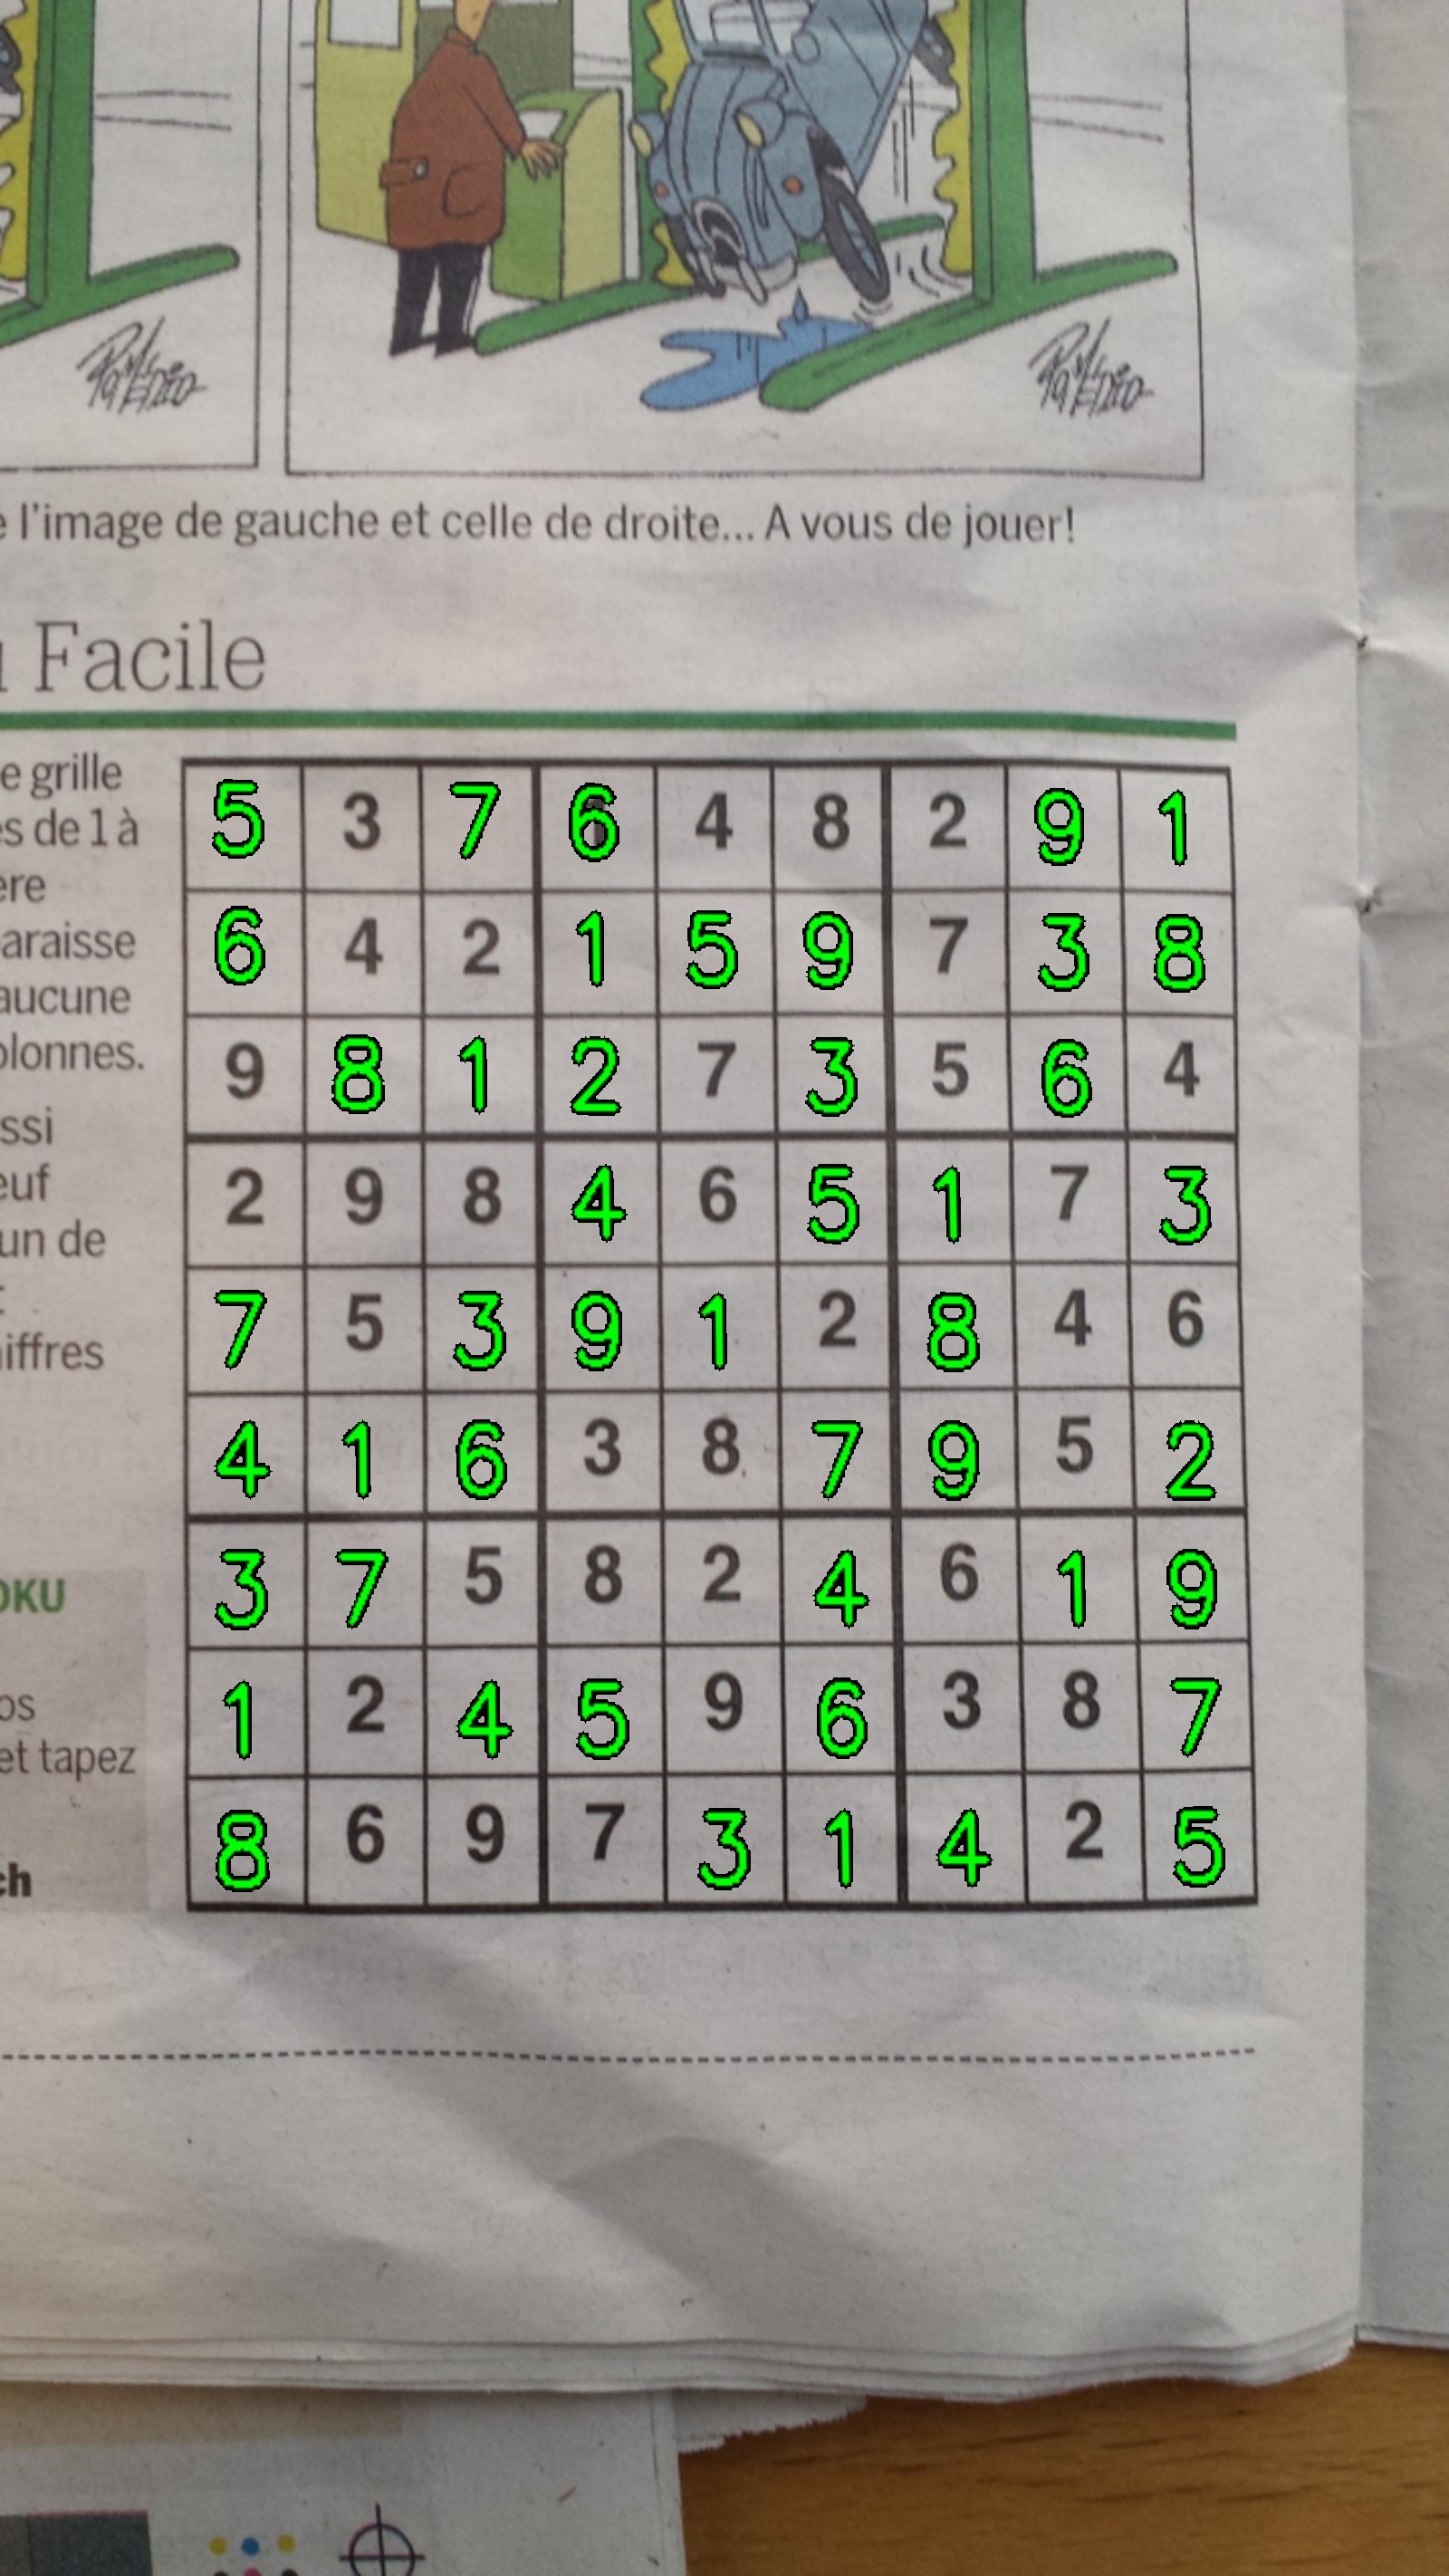 e l'image de gauche et celle de droite... A vous de jouer!
Facile
e grille
es de 1 à
ère
araisse
aucune
olonnes.
ssi
euf
un de
iffres
OKU
os
et tapez
ch
5 3 7 6 4 8 2 9 1
6 4 2 1 5 9 7 3 8
9 8 1 2 7 3 5 6 4
2 9 8 4 6 5 1 7 3
7 5 3 9 1 2 8 4 6
4 1 6 3 8 7 9 5 2
3 7 5 8 2 4 6 1 9
1 2 4 5 9 6 3 8 7
8 6 9 7 3 1 4 2 5